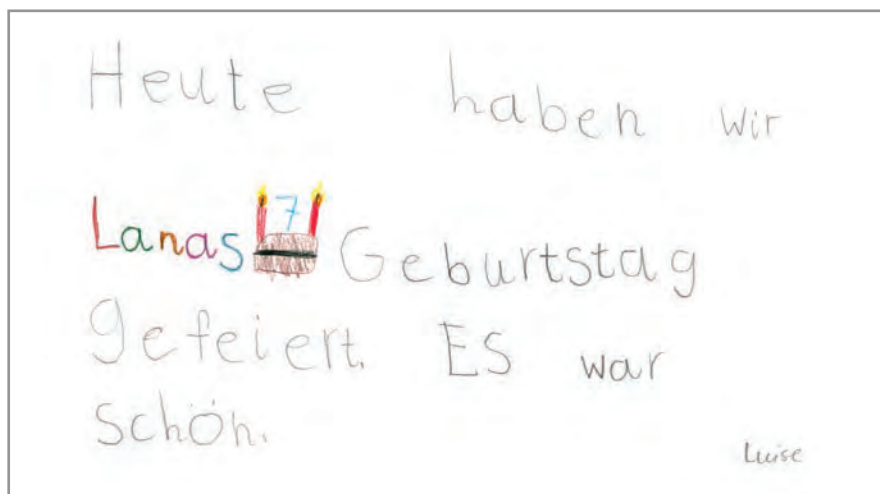 Heute haben wir
Lanas 7 Geburtstag
gefeiert. Es war
schön.
Luise